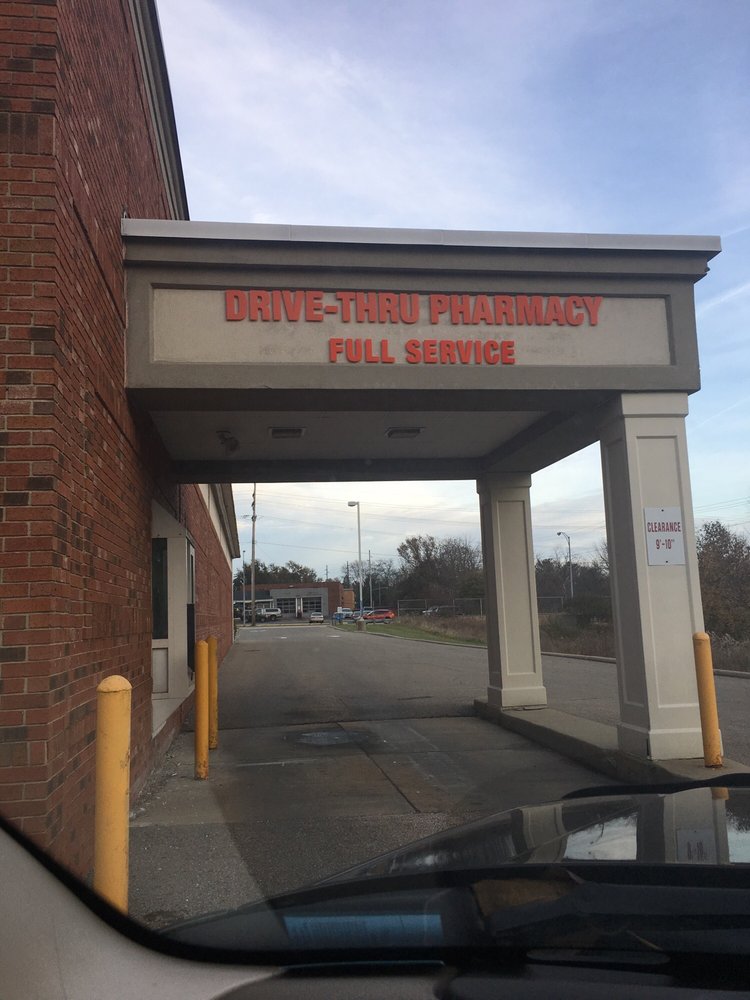 DRIVE-THRU PHARMACY
FULL SERVICE
CLEARANCE
9'-10"